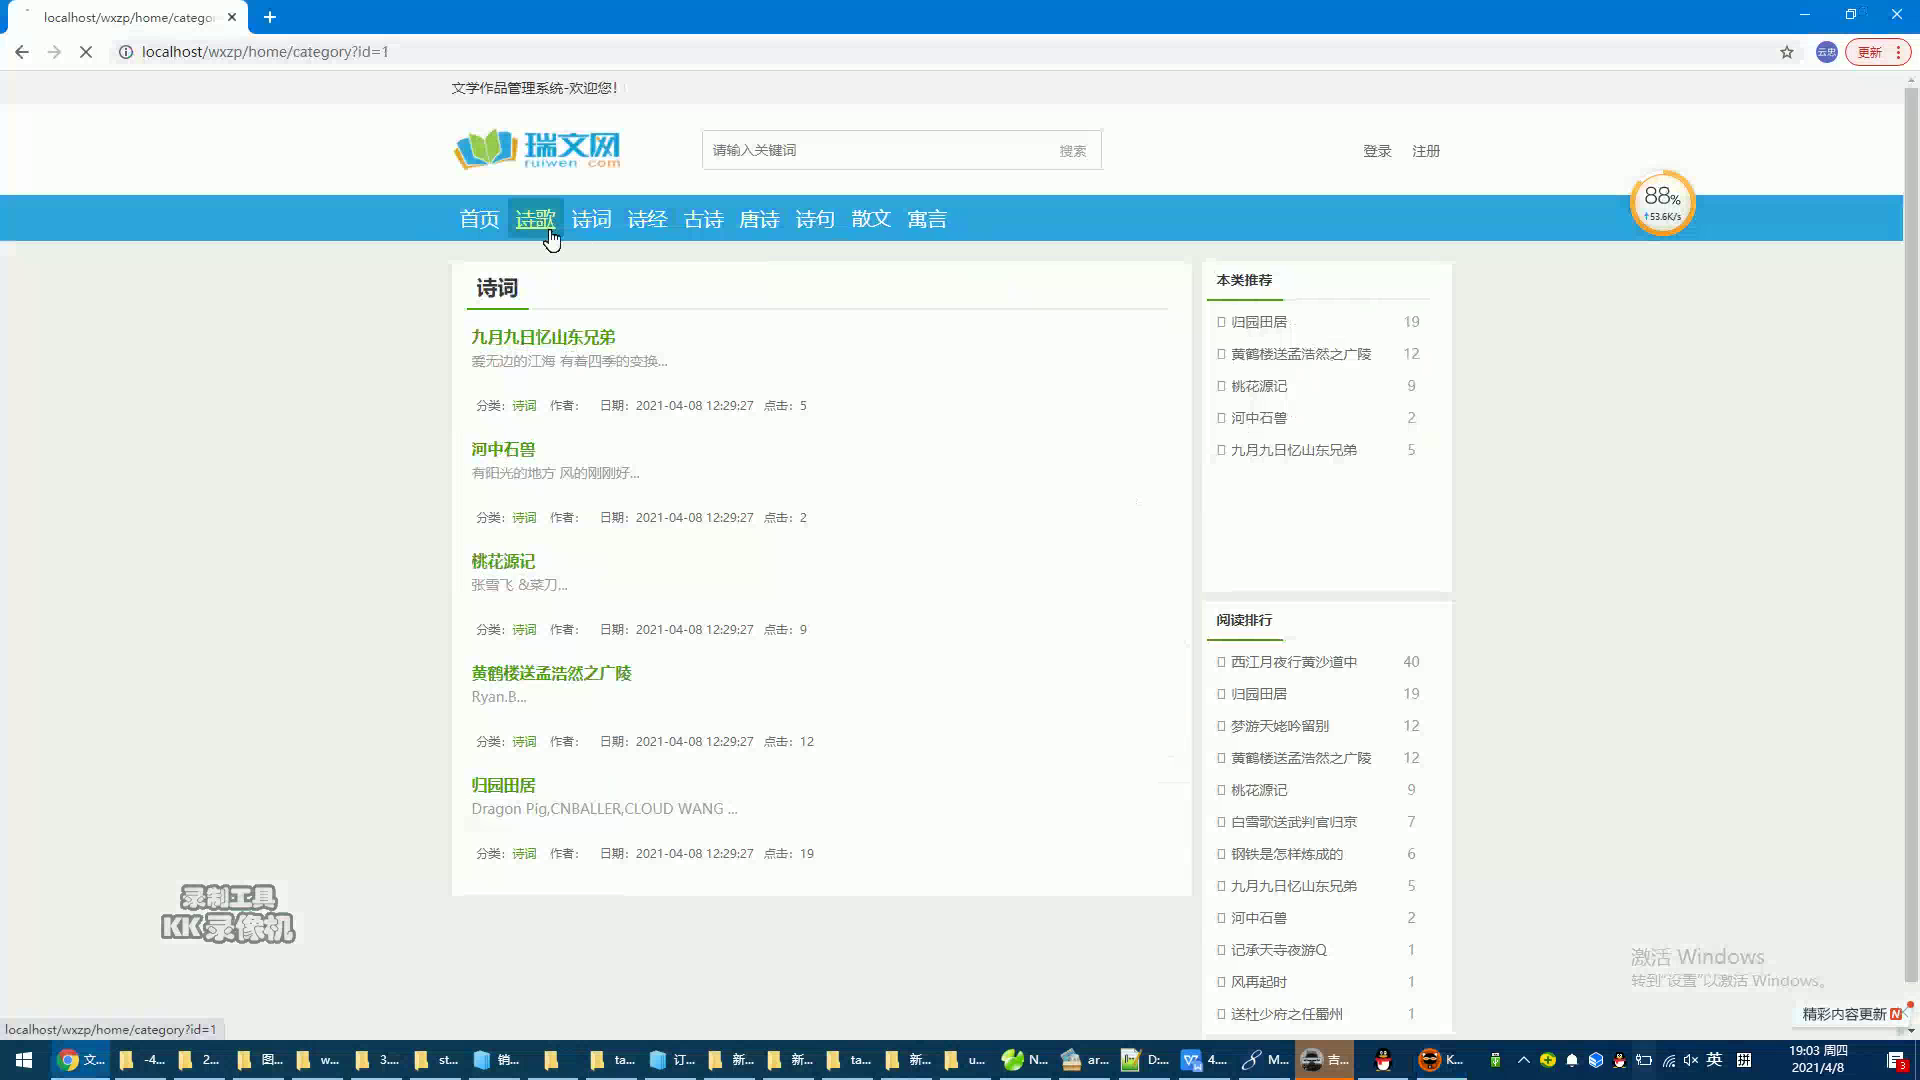 localhost/wxzp/home/catego
localhost/wxzp/home/category?id=1
云忠
更新
文学作品管理系统-欢迎您！
瑞文网
ruiwen com
请输入关键词
搜索
登录 注册
88%
↑53.6K/s
首页 诗歌 诗词 诗经 古诗 唐诗 诗句 散文 寓言
诗词
九月九日忆山东兄弟
爱无边的江海 有着四季的变换...
分类：诗词 作者： 日期：2021-04-08 12:29:27 点击：5
河中石兽
有阳光的地方 风的刚刚好...
分类：诗词 作者： 日期：2021-04-08 12:29:27 点击：2
桃花源记
张雪飞 &菜刀...
分类：诗词 作者： 日期：2021-04-08 12:29:27 点击：9
黄鹤楼送孟浩然之广陵
Ryan.B...
分类：诗词 作者： 日期：2021-04-08 12:29:27 点击：12
归园田居
Dragon Pig,CNBALLER,CLOUD WANG ...
分类：诗词 作者： 日期：2021-04-08 12:29:27 点击：19
本类推荐
归园田居 19
黄鹤楼送孟浩然之广陵 12
桃花源记 9
河中石兽 2
九月九日忆山东兄弟 5
阅读排行
西江月夜行黄沙道中 40
归园田居 19
梦游天姥吟留别 12
黄鹤楼送孟浩然之广陵 12
桃花源记 9
白雪歌送武判官归京 7
钢铁是怎样炼成的 6
九月九日忆山东兄弟 5
河中石兽 2
记承天寺夜游Q 1
风再起时 1
送杜少府之任蜀州 1
录制工具
KK录像机
激活 Windows
转到"设置"以激活 Windows。
精彩内容更新
localhost/wxzp/home/category?id=1
文... -4... 2... 图... w... 3... st... 销... ta... 订... 新... 新... ta... 新... u... N... ar... D:... 4.... M... 吉... K... 英 拼
19:03 周四
2021/4/8
3